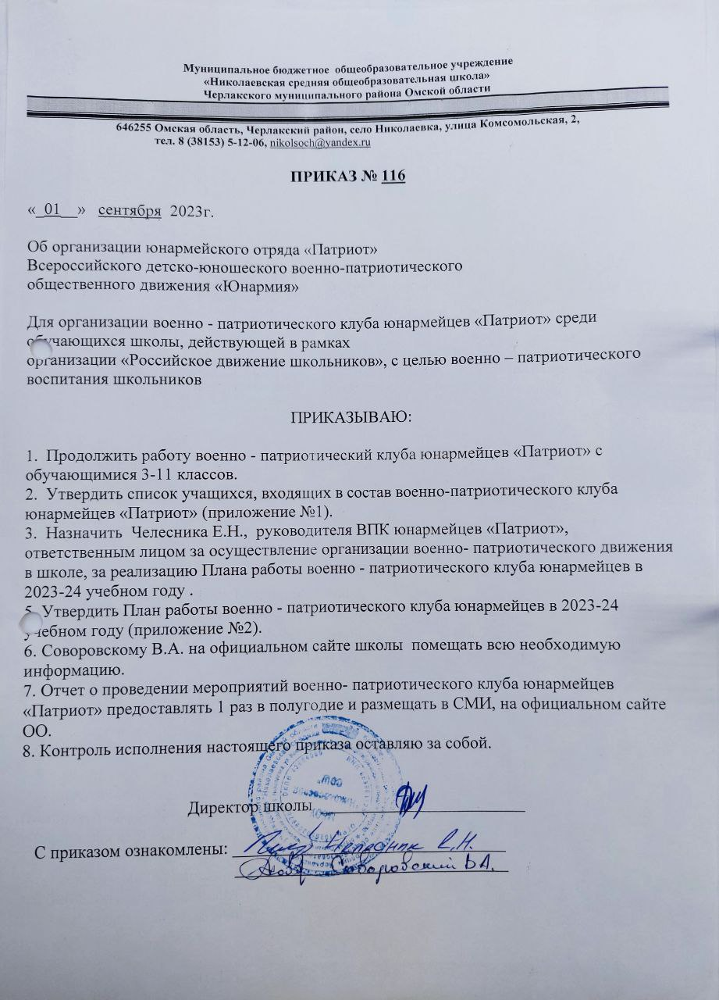 Муниципальное бюджетное общеобразовательное учреждение
«Николаевская средняя общеобразовательная школа»
Черлакского муниципального района Омской области
646255 Омская область, Черлакский район, село Николаевка, улица Комсомольская, 2,
тел. 8 (38153) 5-12-06, nikolsoch@yandex.ru
ПРИКАЗ № 116
«_01__» сентября 2023г.
Об организации юнармейского отряда «Патриот»
Всероссийского детско-юношеского военно-патриотического
общественного движения «Юнармия»
Для организации военно - патриотического клуба юнармейцев «Патриот» среди
обучающихся школы, действующей в рамках
организации «Российское движение школьников», с целью военно – патриотического
воспитания школьников
ПРИКАЗЫВАЮ:
1. Продолжить работу военно - патриотический клуба юнармейцев «Патриот» с
обучающимися 3-11 классов.
2. Утвердить список учащихся, входящих в состав военно-патриотического клуба
юнармейцев «Патриот» (приложение №1).
3. Назначить Челесника Е.Н., руководителя ВПК юнармейцев «Патриот»,
ответственным лицом за осуществление организации военно- патриотического движения
в школе, за реализацию Плана работы военно - патриотического клуба юнармейцев в
2023-24 учебном году .
5. Утвердить План работы военно - патриотического клуба юнармейцев в 2023-24
учебном году (приложение №2).
6. Соворовскому В.А. на официальном сайте школы помещать всю необходимую
информацию.
7. Отчет о проведении мероприятий военно- патриотического клуба юнармейцев
«Патриот» предоставлять 1 раз в полугодие и размещать в СМИ, на официальном сайте
ОО.
8. Контроль исполнения настоящего приказа оставляю за собой.
Директор школы
С приказом ознакомлены: Е.Н.
Соворовский В.А.